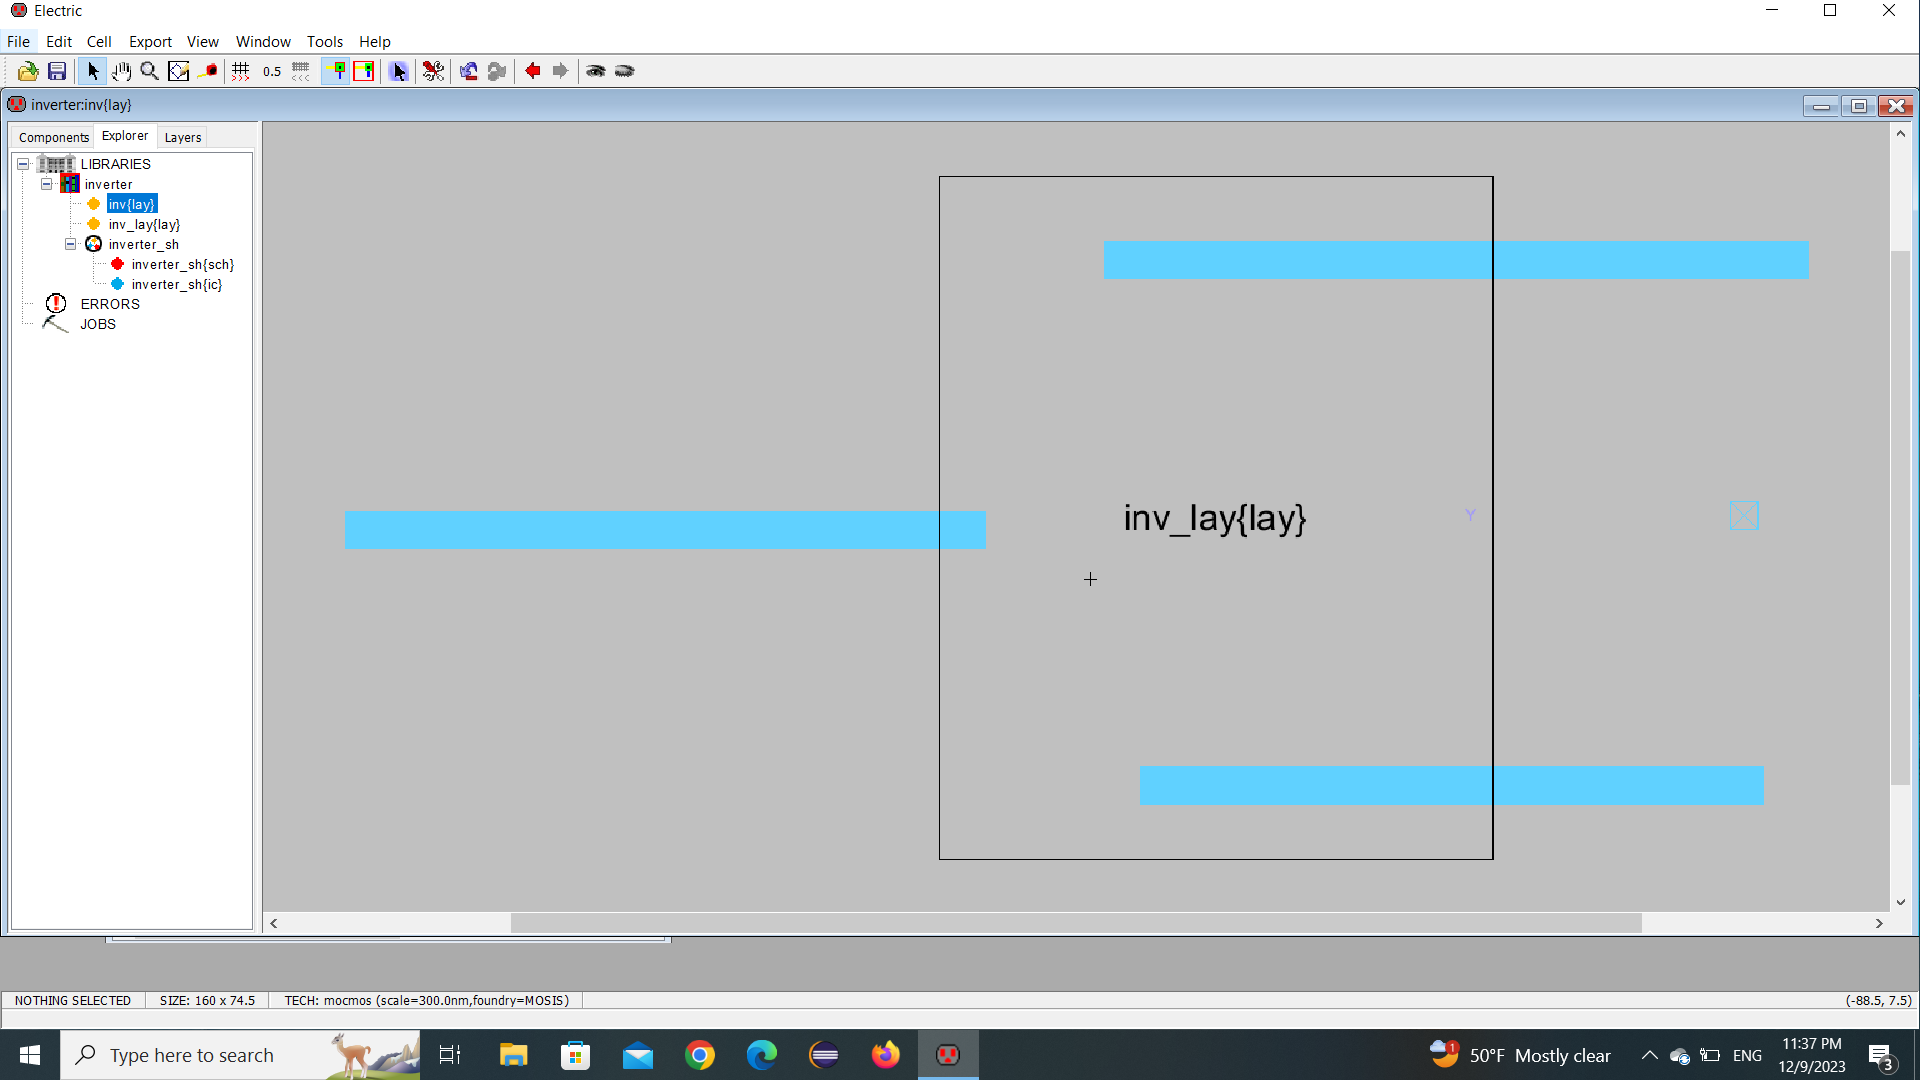 Electric
File Edit Cell Export View Window Tools Help
0.5
inverter:inv{lay}
Components Explorer Layers
LIBRARIES
inverter
inv{lay}
inv_lay{lay}
inverter_sh
inverter_sh{sch}
inverter_sh{ic}
ERRORS
JOBS
inv_lay{lay}
Y
NOTHING SELECTED SIZE: 160 x 74.5 TECH: mocmos (scale=300.0nm,foundry=MOSIS) (-88.5, 7.5)
Type here to search
1
50°F Mostly clear
ENG
11:37 PM
12/9/2023
3